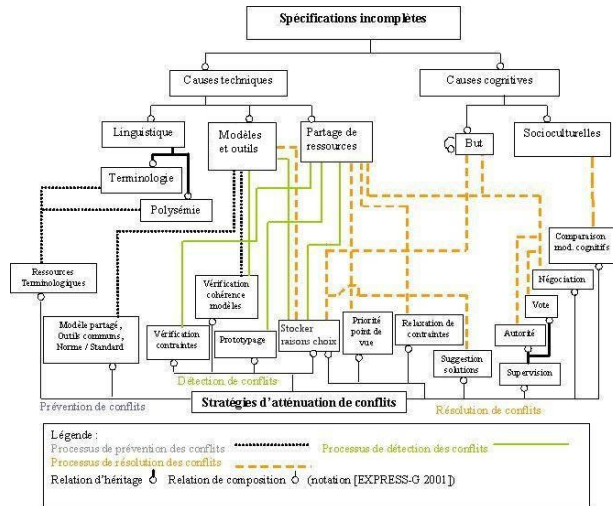 Spécifications incomplètes
Causes techniques
Causes cognitives
Linguistique
Modèles
et outils
Partage de
ressources
But
Socioculturelles
Terminologie
Polysémie
Comparaison
mod. cognitifs
Ressources
Terminologiques
Vérification
cohérence
modèles
Négociation
Vote
Modèle partagé,
Outils communs,
Norme / Standard
Vérification
contraintes
Prototypage
Stocker
raisons choix
Priorité
point de
vue
Relaxation de
contraintes
Autorité
Suggestion
solutions
Supervision
Détection de conflits
Prévention de conflits
Stratégies d'atténuation de conflits
Résolution de conflits
Légende :
Processus de prévention des conflits
Processus de détection des conflits
Processus de résolution des conflits
Relation d'héritage
Relation de composition
(notation [EXPRESS-G 2001])